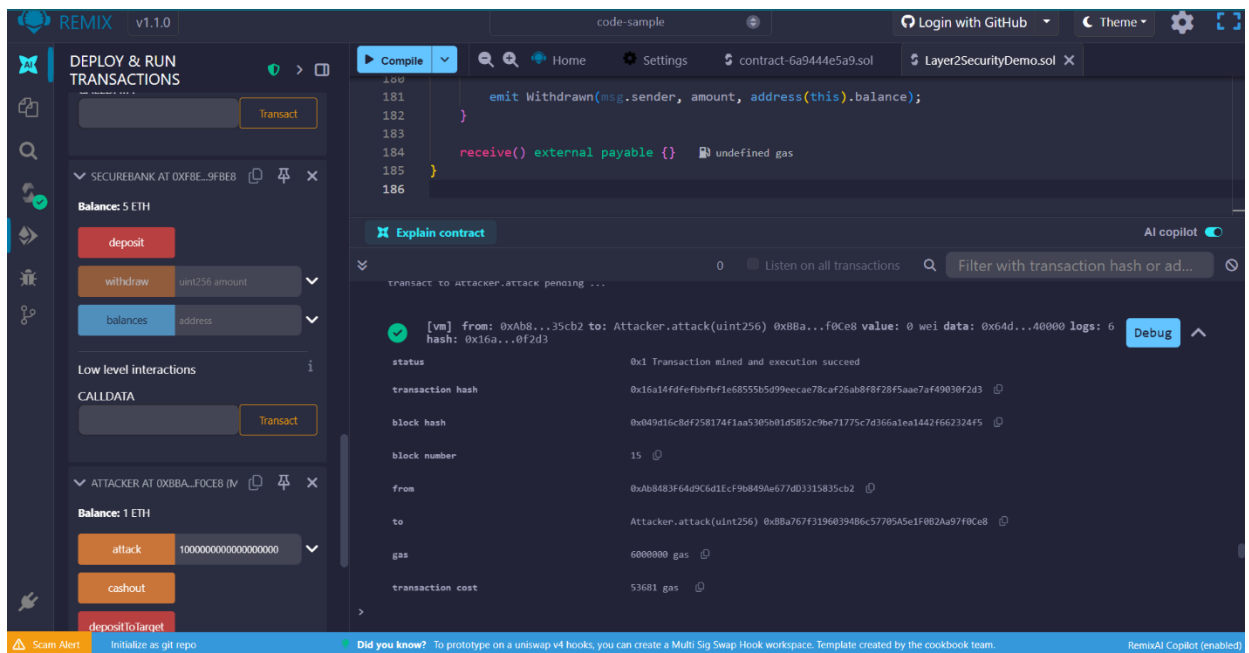 REMIX v1.1.0 code-sample Login with GitHub Theme
DEPLOY & RUN
TRANSACTIONS
Compile Home Settings contract-6a9444e5a9.sol Layer2SecurityDemo.sol
180
181 emit Withdrawn(msg.sender, amount, address(this).balance);
182 }
183
184 receive() external payable {} undefined gas
185 }
186
CALLDATA
Transact
SECUREBANK AT 0XF8E...9FBE8
Balance: 5 ETH
deposit
withdraw uint256 amount
balances address
Low level interactions
CALLDATA
Transact
ATTACKER AT 0XBBA...F0CE8 (M
Balance: 1 ETH
attack 1000000000000000000
cashout
depositToTarget
Explain contract AI copilot
0 Listen on all transactions Filter with transaction hash or ad...
transact to Attacker.attack pending ...
[vm] from: 0xAb8...35cb2 to: Attacker.attack(uint256) 0xBBa...f0Ce8 value: 0 wei data: 0x64d...40000 logs: 6
hash: 0x16a...0f2d3
Debug
status 0x1 Transaction mined and execution succeed
transaction hash
block hash
block number 15
from 0xAb8483F64d9C6d1EcF9b849Ae677dD3315835cb2
to Attacker.attack(uint256)
gas 6000000 gas
transaction cost 53681 gas
>
Scam Alert Initialize as git repo Did you know? To prototype on a uniswap v4 hooks, you can create a Multi Sig Swap Hook workspace. Template created by the cookbook team. RemixAI Copilot (enabled)